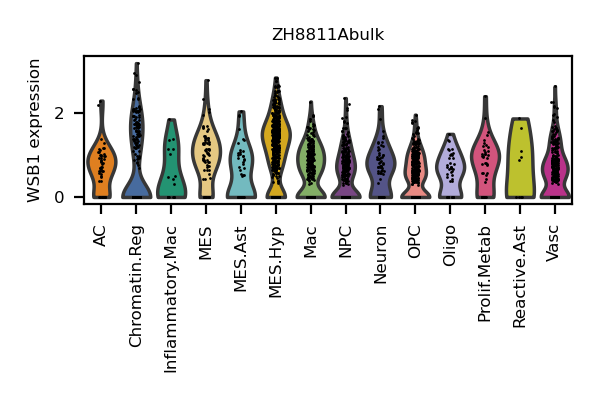 ZH8811Abulk
WSB1 expression
2
0
AC
Chromatin.Reg
Inflammatory.Mac
MES
MES.Ast
MES.Hyp
Mac
NPC
Neuron
OPC
Oligo
Prolif.Metab
Reactive.Ast
Vasc